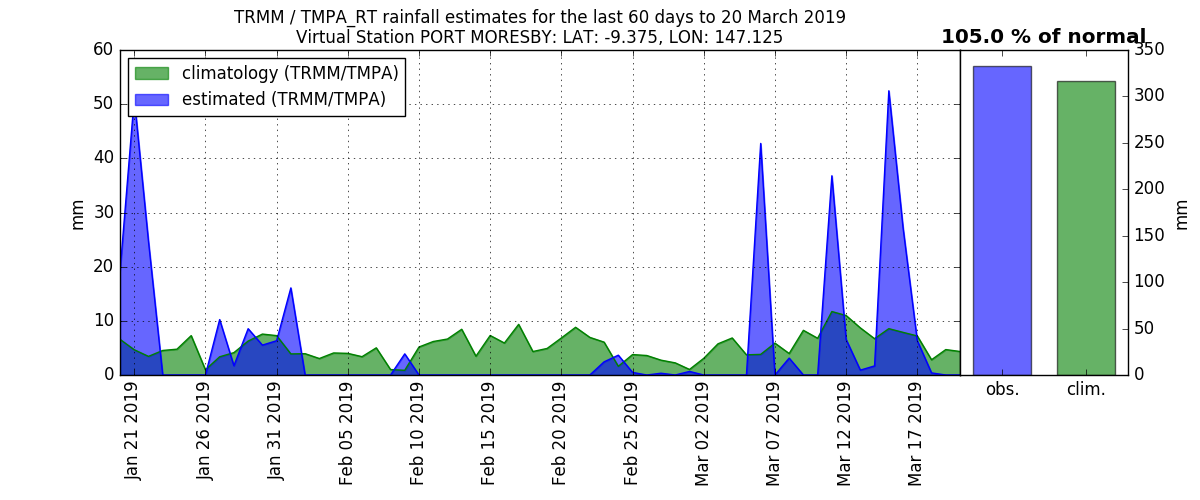 TRMM / TMPA_RT rainfall estimates for the last 60 days to 20 March 2019
Virtual Station PORT MORESBY: LAT: -9.375, LON: 147.125
105.0 % of normal
climatology (TRMM/TMPA)
estimated (TRMM/TMPA)
60
50
40
30
20
10
0
mm
Jan 21 2019
Jan 26 2019
Jan 31 2019
Feb 05 2019
Feb 10 2019
Feb 15 2019
Feb 20 2019
Feb 25 2019
Mar 02 2019
Mar 07 2019
Mar 12 2019
Mar 17 2019
obs.
clim.
350
300
250
200
150
100
50
0
mm